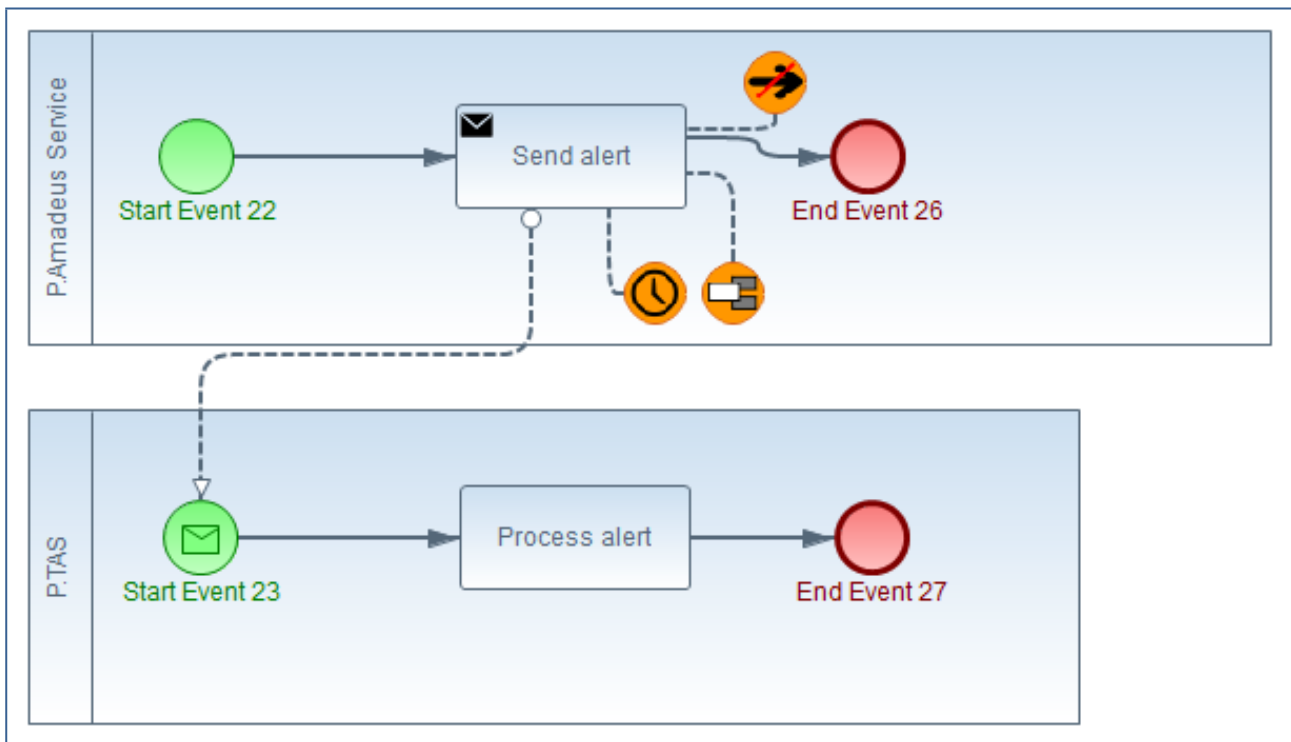 P.Amadeus Service
Send alert
Start Event 22
End Event 26
P.TAS
Process alert
Start Event 23
End Event 27